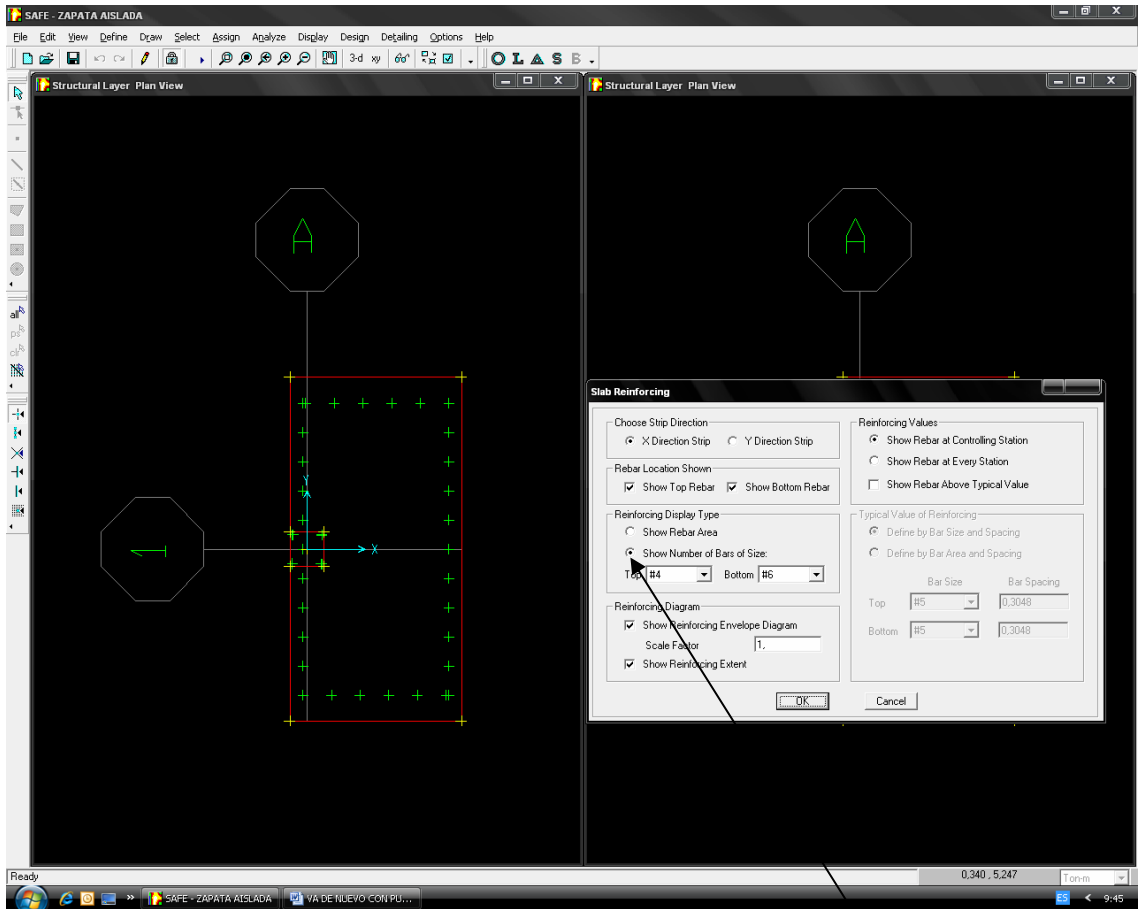 SAFE - ZAPATA AISLADA
File Edit View Define Draw Select Assign Analyze Display Design Detailing Options Help
3-d xy O L A S B
Structural Layer Plan View
Structural Layer Plan View
all
ps
clr
A
A
Y
X
1
Slab Reinforcing
Choose Strip Direction
X Direction Strip Y Direction Strip
Rebar Location Shown
Show Top Rebar Show Bottom Rebar
Reinforcing Display Type
Show Rebar Area
Show Number of Bars of Size:
Top #4 Bottom #6
Reinforcing Diagram
Show Reinforcing Envelope Diagram
Scale Factor 1,
Show Reinforcing Extent
Reinforcing Values
Show Rebar at Controlling Station
Show Rebar at Every Station
Show Rebar Above Typical Value
Typical Value of Reinforcing
Define by Bar Size and Spacing
Define by Bar Area and Spacing
Bar Size Bar Spacing
Top #5 0,3048
Bottom #5 0,3048
OK Cancel
Ready 0,340 , 5,247 Ton-m
SAFE - ZAPATA AISLADA VA DE NUEVO CON PU... ES 9:45